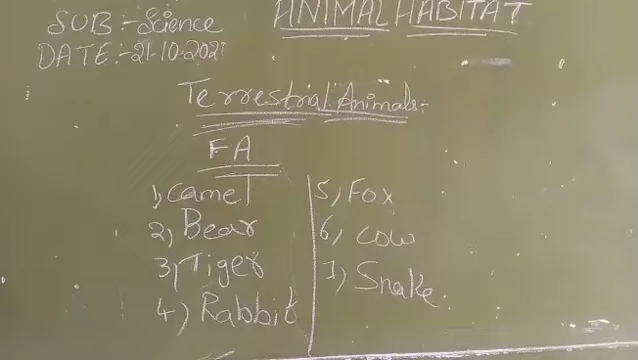 SUB:- Science
ANIMAL HABITAT
DATE:-21-10-2021
Terrestrial Animals-
FA
1, Camel
2, Bear
3, Tiger
4) Rabbit
5, Fox
6, Cow
7) Snake